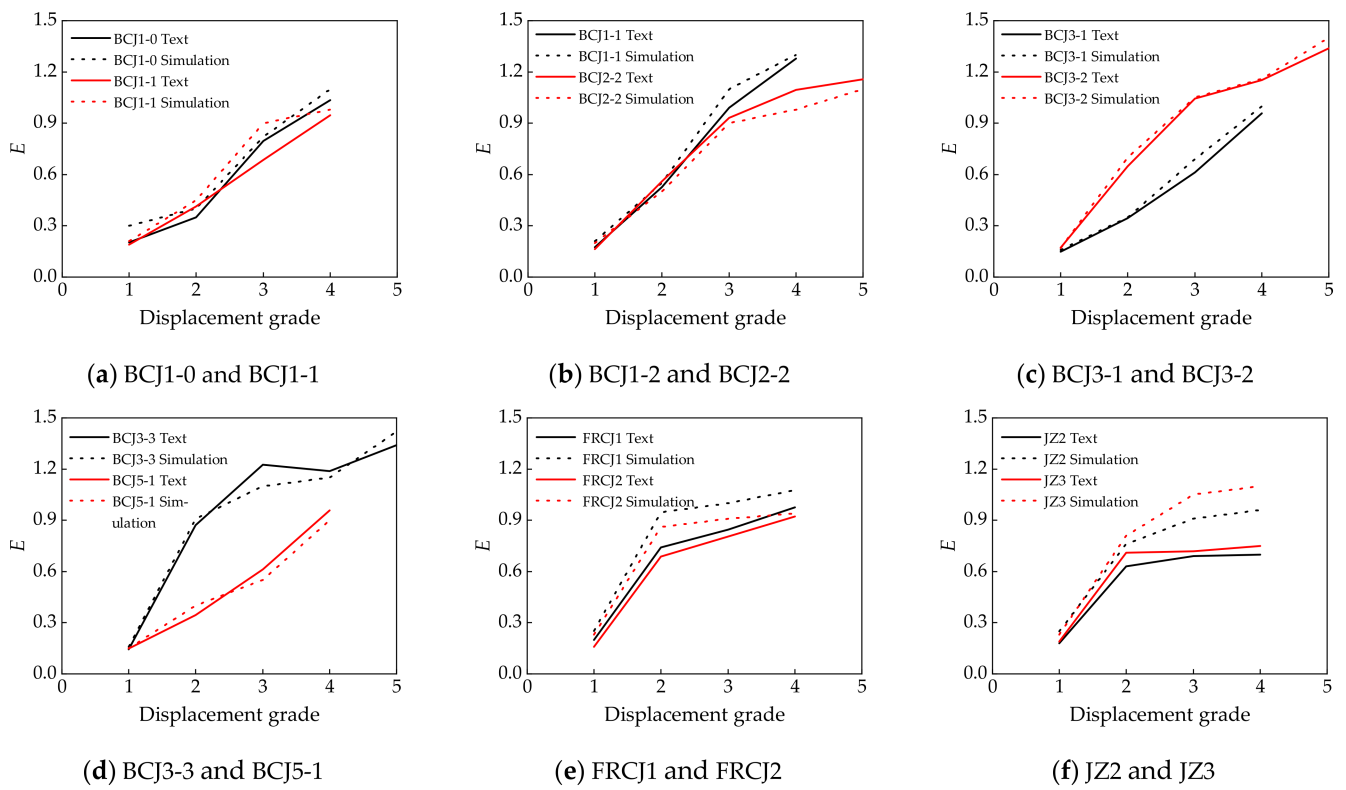 1.5
1.2
0.9
0.6
0.3
0.0
E
BCJ1-0 Text
BCJ1-0 Simulation
BCJ1-1 Text
BCJ1-1 Simulation
0 1 2 3 4 5
Displacement grade
(a) BCJ1-0 and BCJ1-1
1.5
1.2
0.9
0.6
0.3
0.0
E
BCJ1-1 Text
BCJ1-1 Simulation
BCJ2-2 Text
BCJ2-2 Simulation
0 1 2 3 4 5
Displacement grade
(b) BCJ1-2 and BCJ2-2
1.5
1.2
0.9
0.6
0.3
0.0
E
BCJ3-1 Text
BCJ3-1 Simulation
BCJ3-2 Text
BCJ3-2 Simulation
0 1 2 3 4 5
Displacement grade
(c) BCJ3-1 and BCJ3-2
1.5
1.2
0.9
0.6
0.3
0.0
E
BCJ3-3 Text
BCJ3-3 Simulation
BCJ5-1 Text
BCJ5-1 Sim-
ulation
0 1 2 3 4 5
Displacement grade
(d) BCJ3-3 and BCJ5-1
1.5
1.2
0.9
0.6
0.3
0.0
E
FRCJ1 Text
FRCJ1 Simulation
FRCJ2 Text
FRCJ2 Simulation
0 1 2 3 4 5
Displacement grade
(e) FRCJ1 and FRCJ2
1.5
1.2
0.9
0.6
0.3
0.0
E
JZ2 Text
JZ2 Simulation
JZ3 Text
JZ3 Simulation
0 1 2 3 4 5
Displacement grade
(f) JZ2 and JZ3